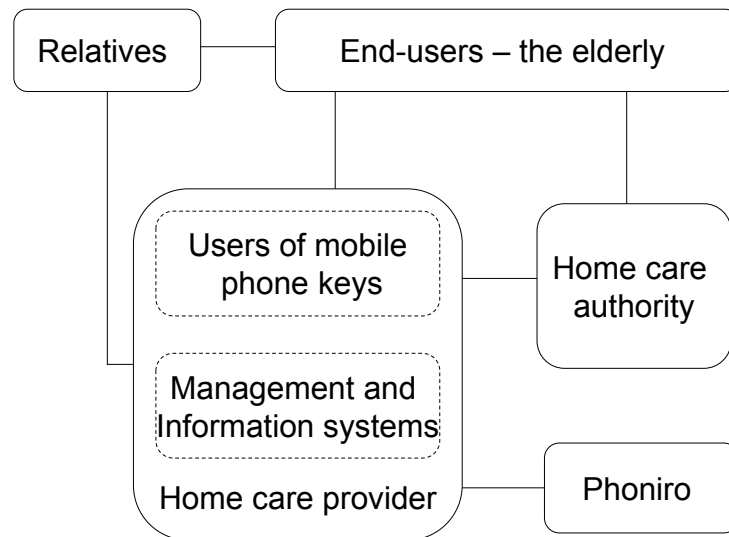 Relatives
End-users – the elderly
Users of mobile
phone keys
Home care
authority
Management and
Information systems
Home care provider
Phoniro